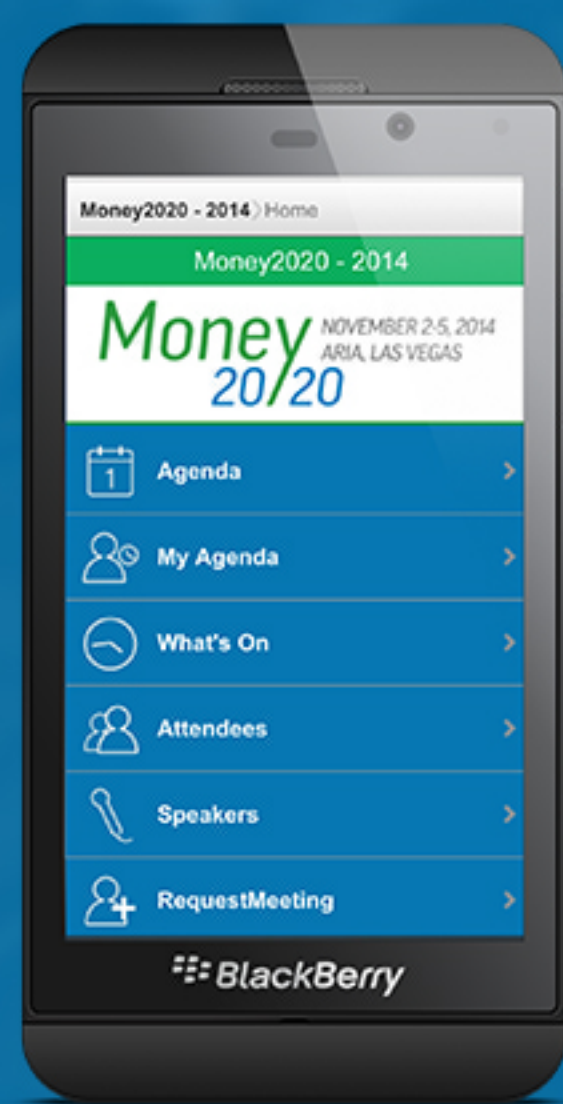 Money2020 - 2014 〉Home
Money2020 - 2014
Money
20/20
NOVEMBER 2-5, 2014
ARIA, LAS VEGAS
1
Agenda
My Agenda
What's On
Attendees
Speakers
RequestMeeting
BlackBerry